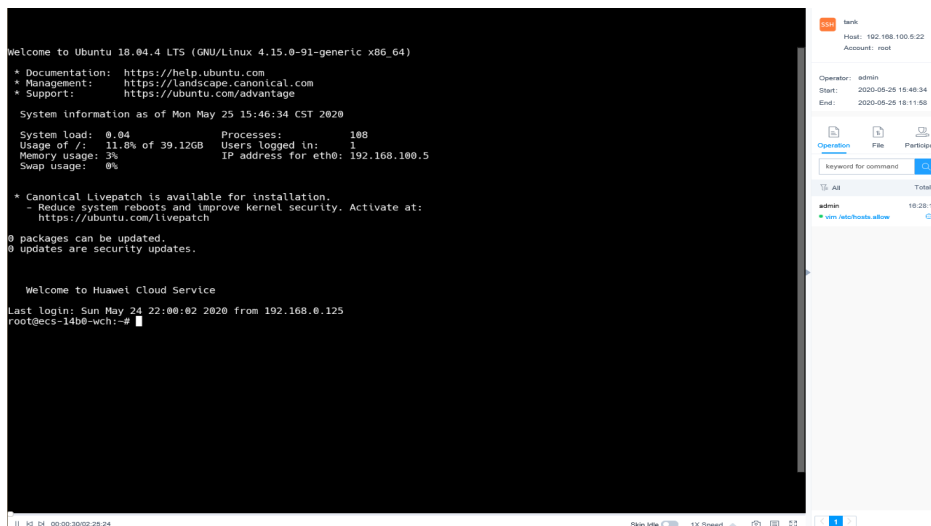 Welcome to Ubuntu 18.04.4 LTS (GNU/Linux 4.15.0-91-generic x86_64)
* Documentation: https://help.ubuntu.com
* Management: https://landscape.canonical.com
* Support: https://ubuntu.com/advantage
System information as of Mon May 25 15:46:34 CST 2020
System load: 0.04 Processes: 108
Usage of /: 11.8% of 39.12GB Users logged in: 1
Memory usage: 3% IP address for eth0: 192.168.100.5
Swap usage: 0%
* Canonical Livepatch is available for installation.
- Reduce system reboots and improve kernel security. Activate at:
https://ubuntu.com/livepatch
0 packages can be updated.
0 updates are security updates.
Welcome to Huawei Cloud Service
Last login: Sun May 24 22:00:02 2020 from 192.168.0.125
root@ecs-14b0-wch:~#
00:00:30/02:25:24
Skip Idle
1X Speed
SSH
tank
Host: 192.168.100.5:22
Account: root
Operator: admin
Start: 2020-05-25 15:46:34
End: 2020-05-25 18:11:58
Operation File Particip
keyword for command
All Total
admin 16:28:1
vim /etc/hosts.allow
1